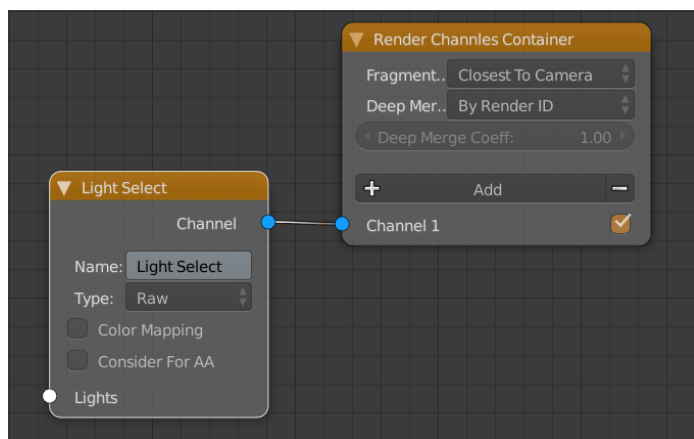 Render Channles Container
Fragment.. Closest To Camera
Deep Mer.. By Render ID
Deep Merge Coeff: 1.00
Add
Channel 1
Light Select
Channel
Name: Light Select
Type: Raw
Color Mapping
Consider For AA
Lights